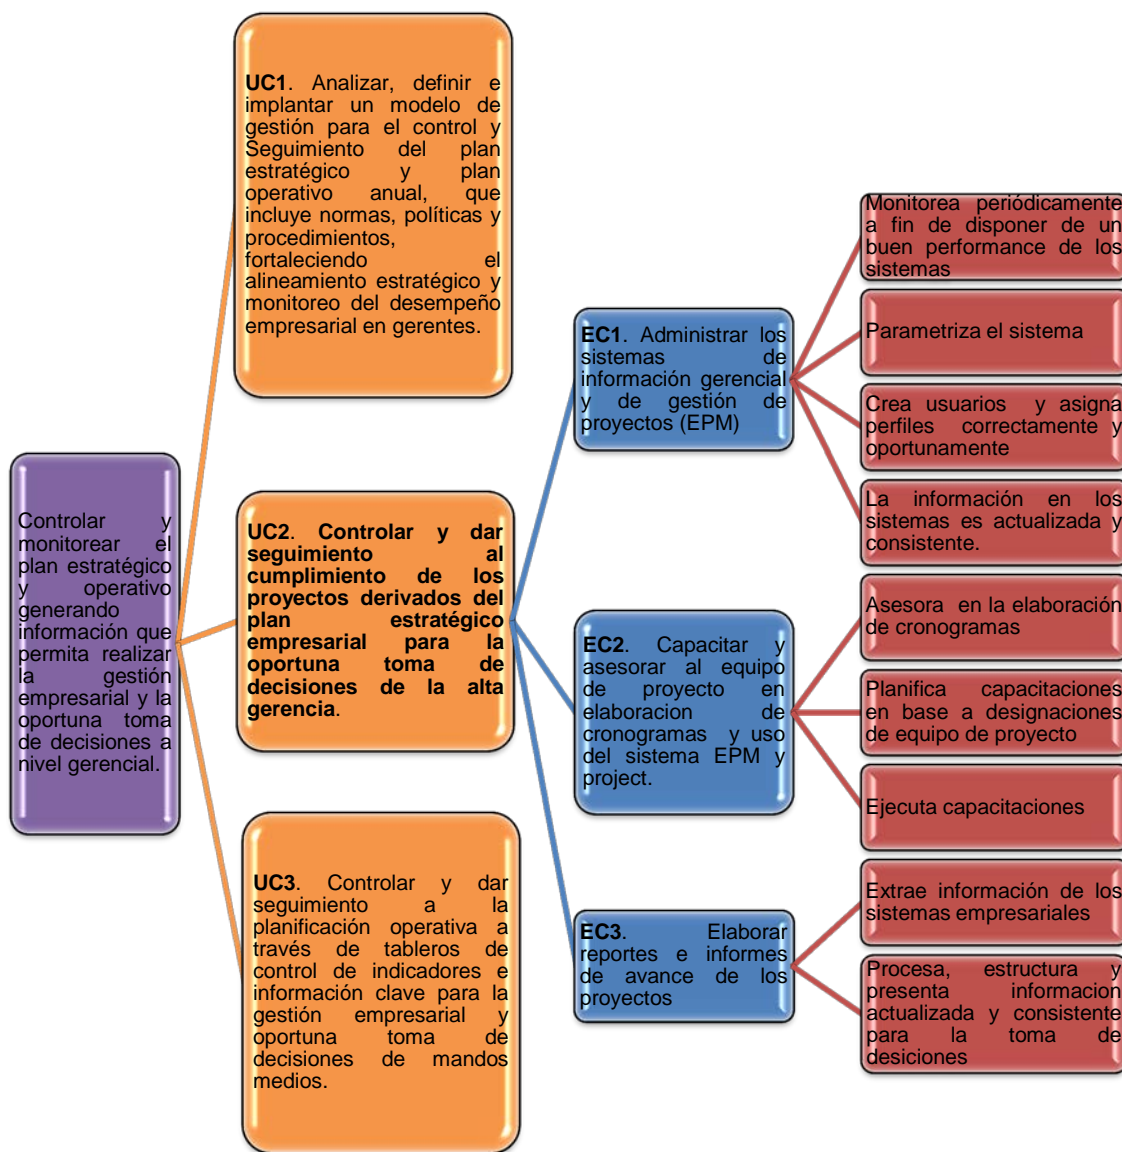 Controlar y
monitorear el
plan estratégico
y operativo
generando
información que
permita realizar
la gestión
empresarial y la
oportuna toma
de decisiones a
nivel gerencial.
UC1. Analizar, definir e
implantar un modelo de
gestión para el control y
Seguimiento del plan
estratégico y plan
operativo anual, que
incluye normas, políticas y
procedimientos,
fortaleciendo el
alineamiento estratégico y
monitoreo del desempeño
empresarial en gerentes.
UC2. Controlar y dar
seguimiento al
cumplimiento de los
proyectos derivados del
plan estratégico
empresarial para la
oportuna toma de
decisiones de la alta
gerencia.
UC3. Controlar y dar
seguimiento a la
planificación operativa a
través de tableros de
control de indicadores e
información clave para la
gestión empresarial y
oportuna toma de
decisiones de mandos
medios.
EC1. Administrar los
sistemas de
información gerencial
y de gestión de
proyectos (EPM)
EC2. Capacitar y
asesorar al equipo
de proyecto en
elaboracion de
cronogramas y uso
del sistema EPM y
project.
EC3. Elaborar
reportes e informes
de avance de los
proyectos
Monitorea periódicamente
a fin de disponer de un
buen performance de los
sistemas
Parametriza el sistema
Crea usuarios y asigna
perfiles correctamente y
oportunamente
La información en los
sistemas es actualizada y
consistente.
Asesora en la elaboración
de cronogramas
Planifica capacitaciones
en base a designaciones
de equipo de proyecto
Ejecuta capacitaciones
Extrae información de los
sistemas empresariales
Procesa, estructura y
presenta informacion
actualizada y consistente
para la toma de
desiciones